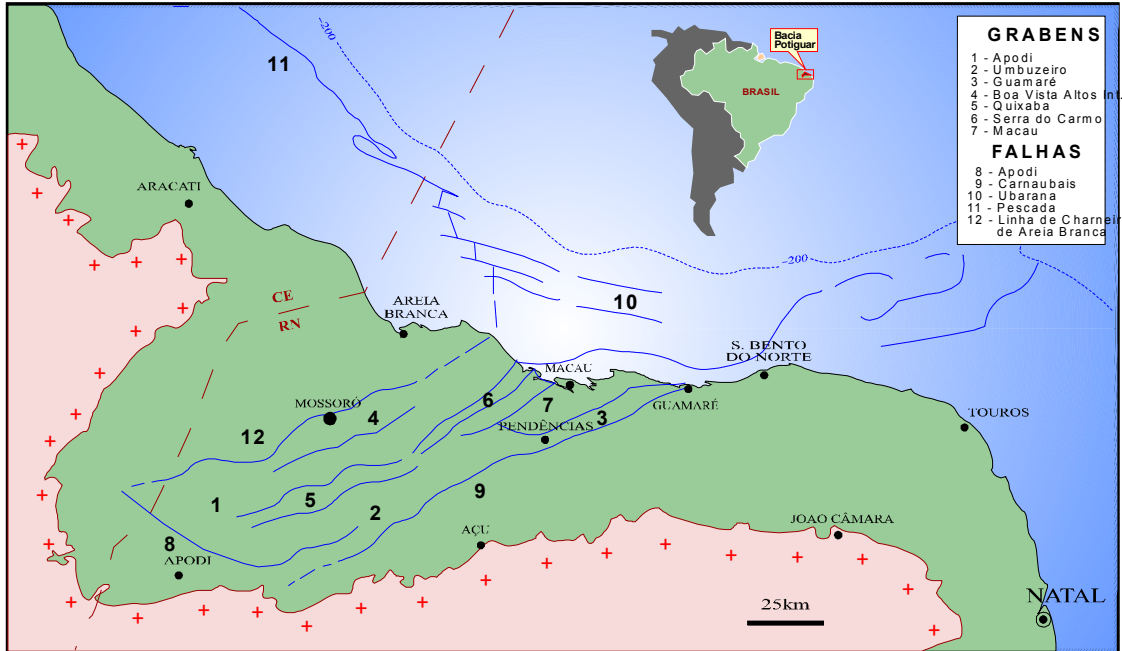 -200
11
Bacia
Potiguar
BRASIL
GRABENS
1 - Apodi
2 - Umbuzeiro
3 - Guamaré
4 - Boa Vista Altos Int.
5 - Quixaba
6 - Serra do Carmo
7 - Macau
FALHAS
8 - Apodi
9 - Carnaubais
10 - Ubarana
11 - Pescada
12 - Linha de Charneir
de Areia Branca
ARACATI
-200
CE
RN
AREIA
BRANCA
10
S. BENTO
DO NORTE
MACAU
6
7
GUAMARÉ
MOSSORÓ
4
3
TOUROS
12
PENDÊNCIAS
1
5
2
9
8
APODI
AÇU
JOAO CÂMARA
25km
NATAL